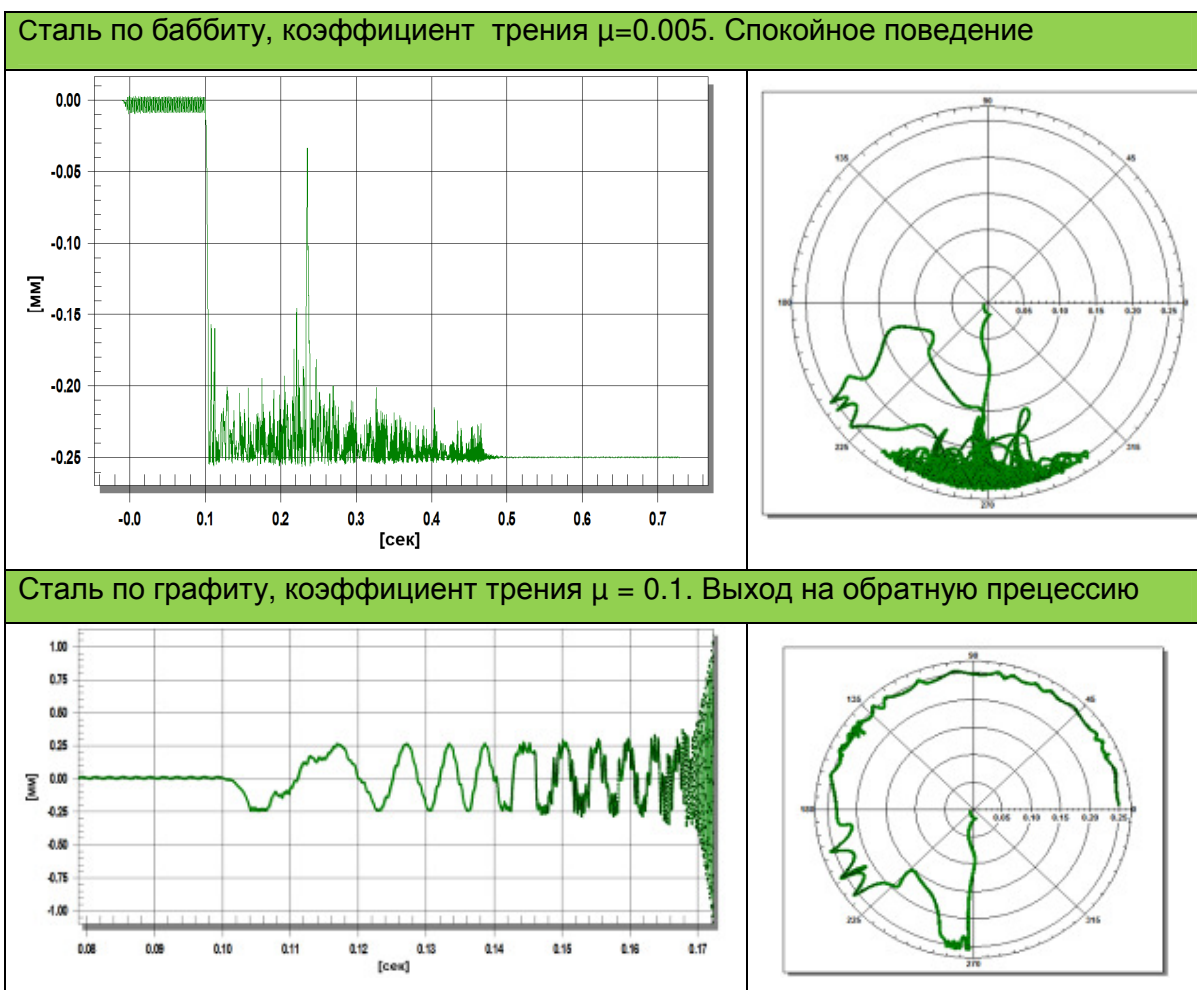 Сталь по баббиту, коэффициент трения μ=0.005. Спокойное поведение
0.00
-0.05
-0.10
-0.15
-0.20
-0.25
[мм]
-0.0 0.1 0.2 0.3 0.4 0.5 0.6 0.7
[сек]
90
135 45
180 0.05 0.10 0.15 0.20 0.25 0
225 315
270
Сталь по графиту, коэффициент трения μ = 0.1. Выход на обратную прецессию
1.00
0.75
0.50
0.25
0.00
-0.25
-0.50
-0.75
-1.00
[мм]
0.08 0.09 0.10 0.11 0.12 0.13 0.14 0.15 0.16 0.17
[сек]
90
135 45
180 0.05 0.10 0.15 0.20 0.25 0
225 315
270